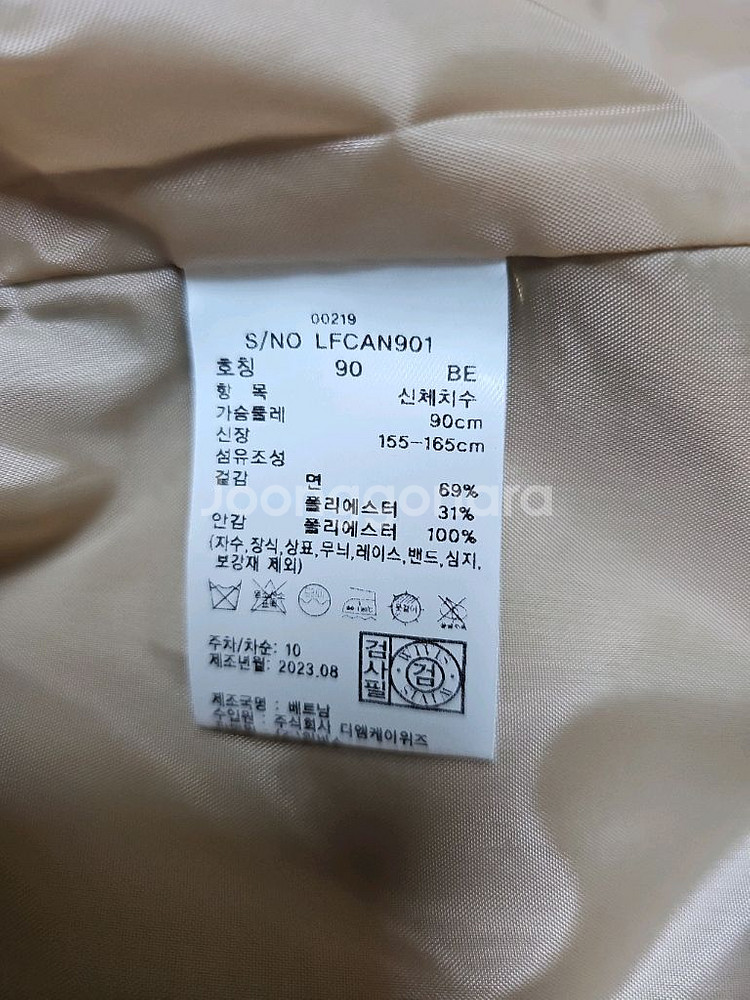 00219
S/NO LFCAN901
호칭 90 BE
항 목 신체치수
가슴둘레 90cm
신장 155-165cm
섬유조성
겉감 면 69%
폴리에스터 31%
안감 폴리에스터 100%
(자수,장식,상표,무늬,레이스,밴드,심지,
보강재 제외)
주차/차순: 10
제조년월: 2023.08
검사필
검
제조국명 : 베트남
수입원 : 주식회사 디엠케이위즈
Joonggonara